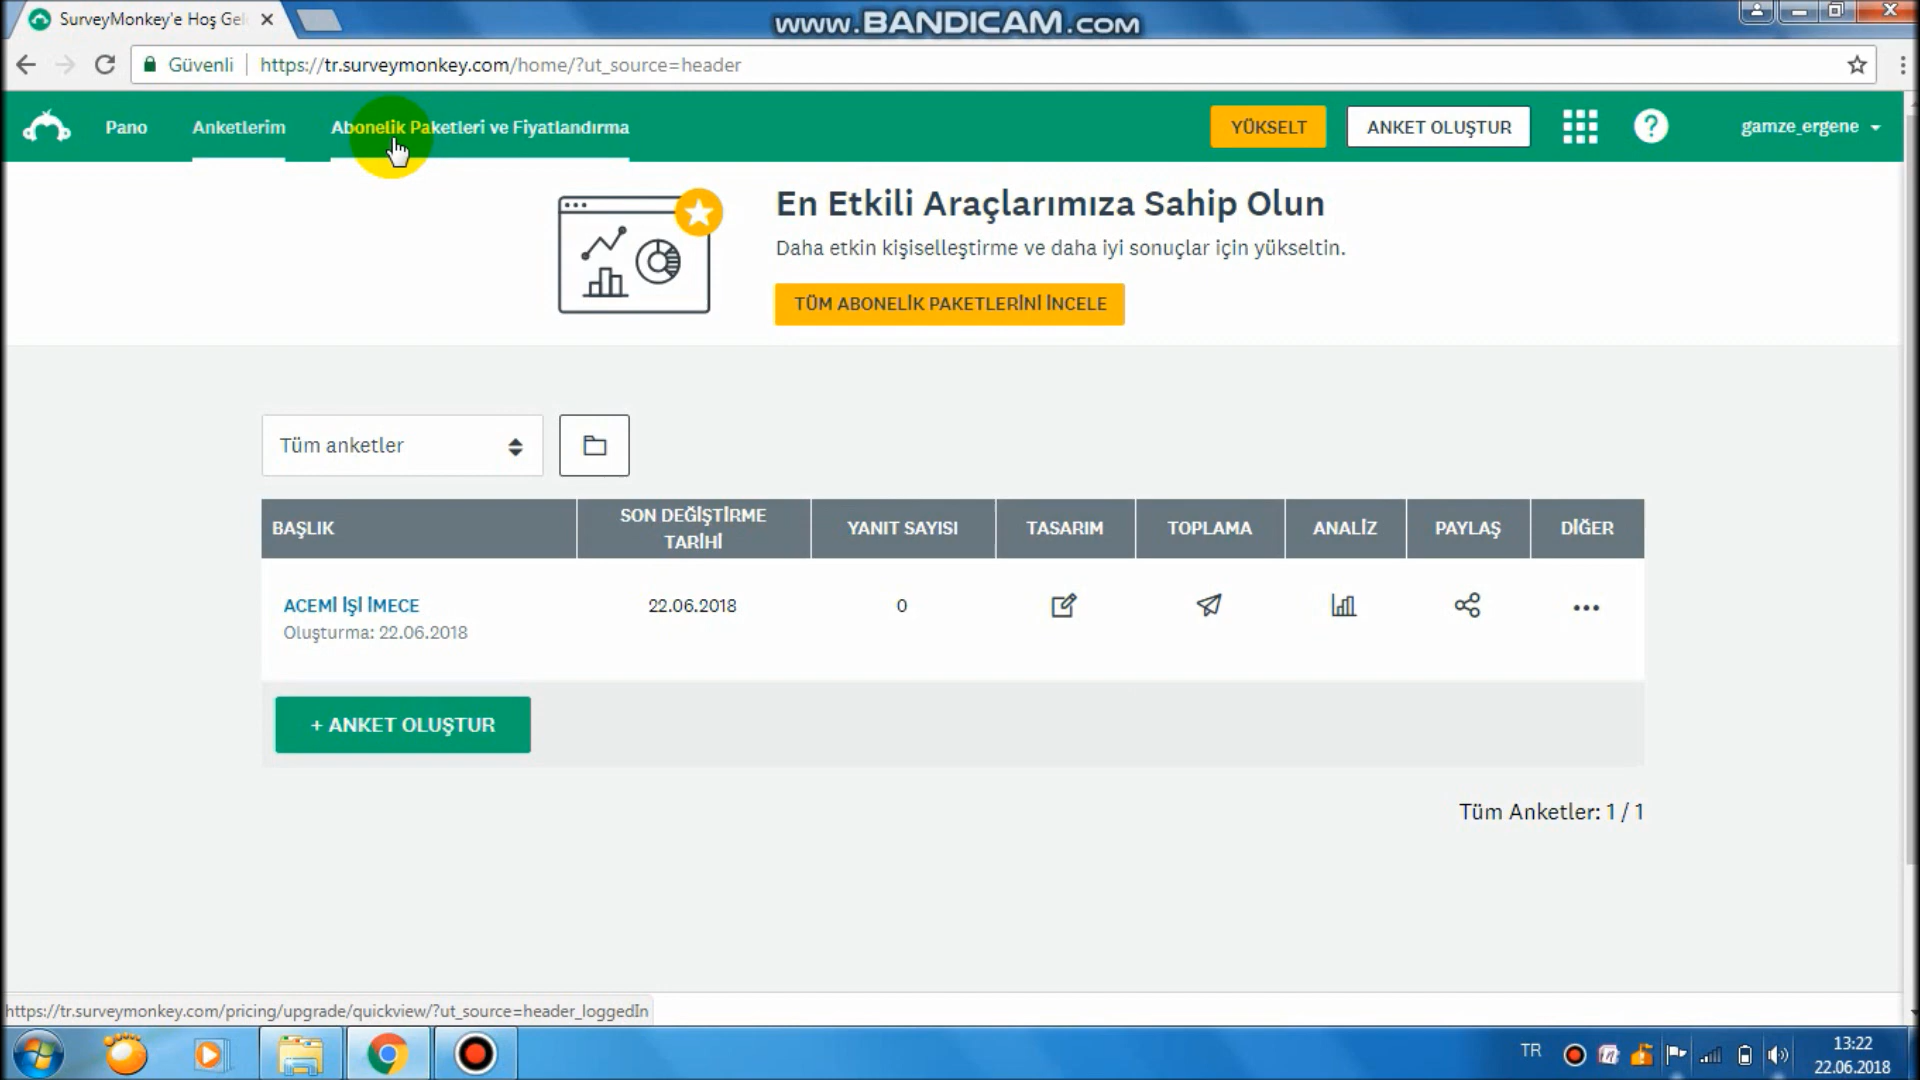 SurveyMonkey'e Hoş Gel
www.BANDICAM.com
Güvenli
https://tr.surveymonkey.com/home/?ut_source=header
Pano
Anketlerim
Abonelik Paketleri ve Fiyatlandırma
YÜKSELT
ANKET OLUŞTUR
?
gamze_ergene
En Etkili Araçlarımıza Sahip Olun
Daha etkin kişiselleştirme ve daha iyi sonuçlar için yükseltin.
TÜM ABONELİK PAKETLERİNİ İNCELE
Tüm anketler
BAŞLIK
SON DEĞİŞTİRME
TARİHİ
YANIT SAYISI
TASARIM
TOPLAMA
ANALİZ
PAYLAŞ
DİĞER
ACEMİ İŞİ İMECE
Oluşturma: 22.06.2018
22.06.2018
0
+ ANKET OLUŞTUR
Tüm Anketler: 1 / 1
https://tr.surveymonkey.com/pricing/upgrade/quickview/?ut_source=header_loggedIn
TR
13:22
22.06.2018